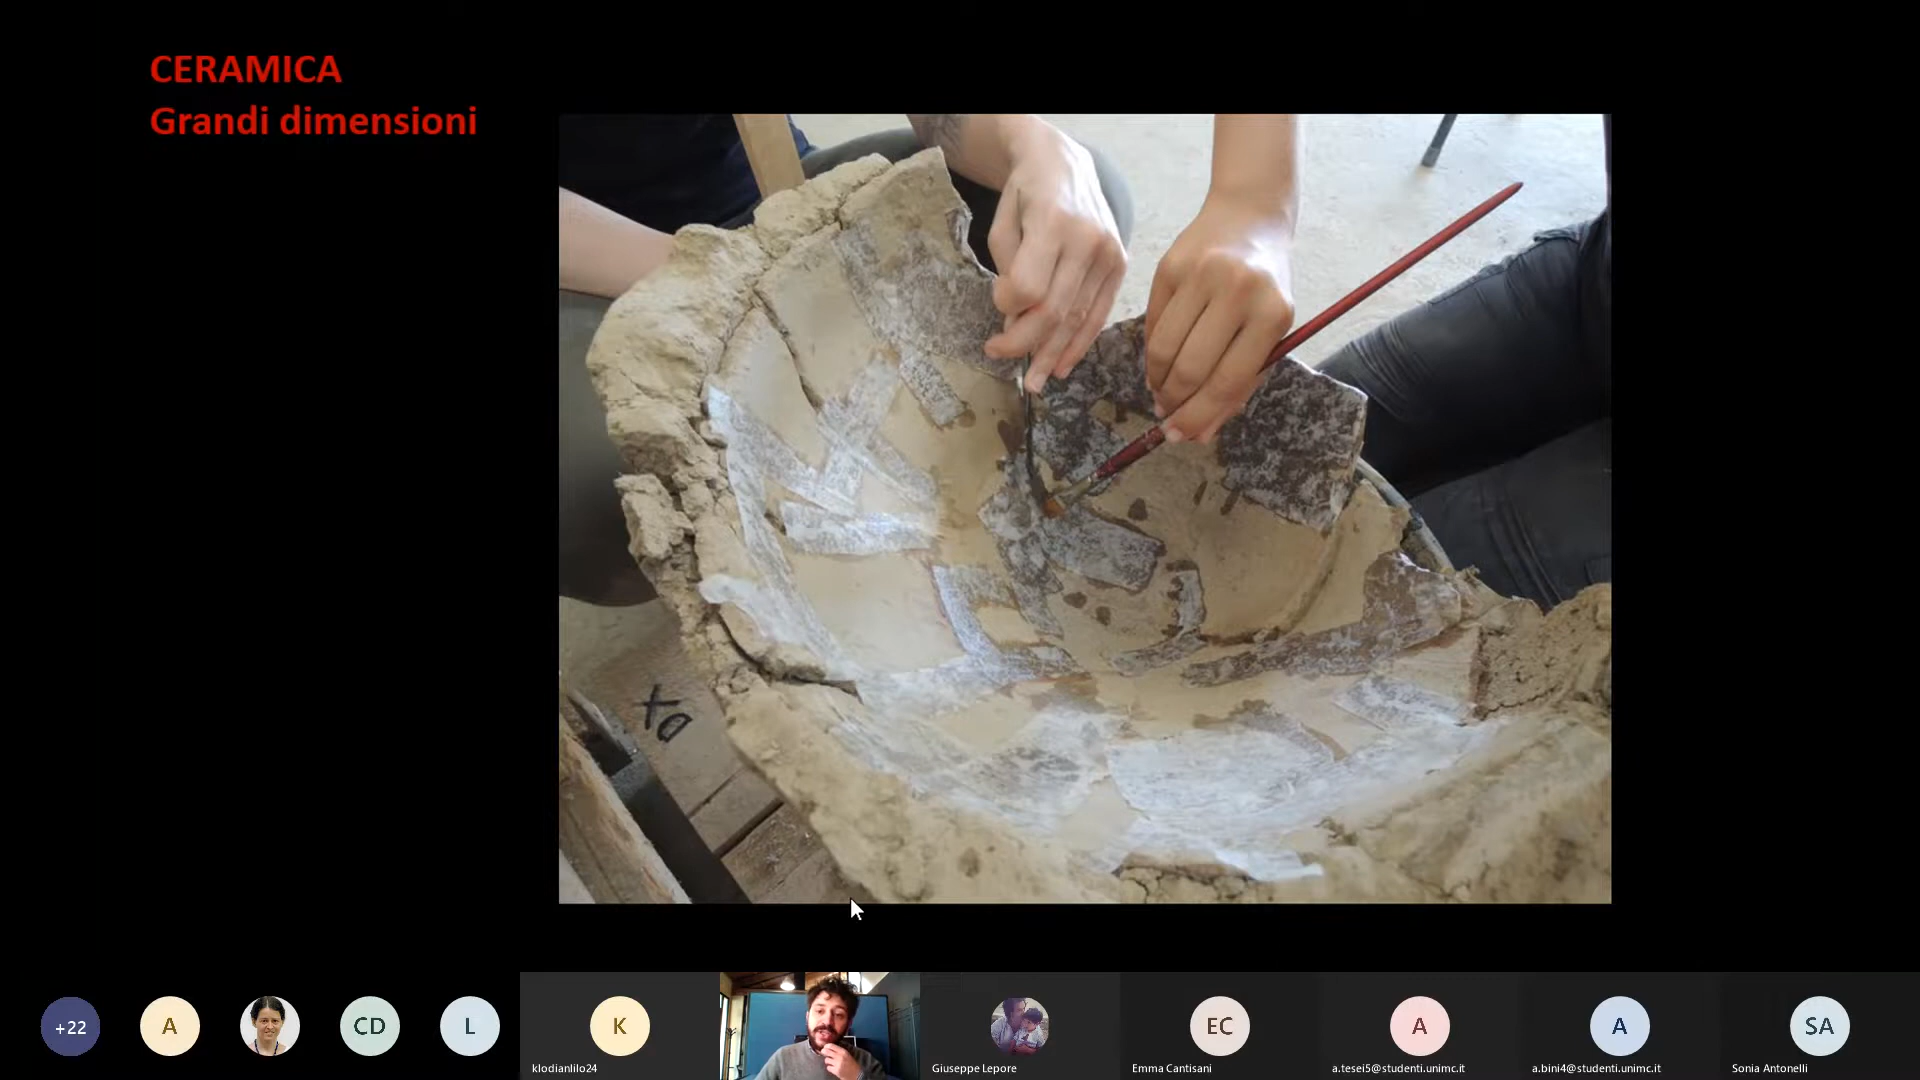 CERAMICA
Grandi dimensioni
DX
+22
A
CD
L
K
EC
A
A
SA
klodianlilo24
Giuseppe Lepore
Emma Cantisani
a.tesei5@studenti.unimc.it
a.bini4@studenti.unimc.it
Sonia Antonelli